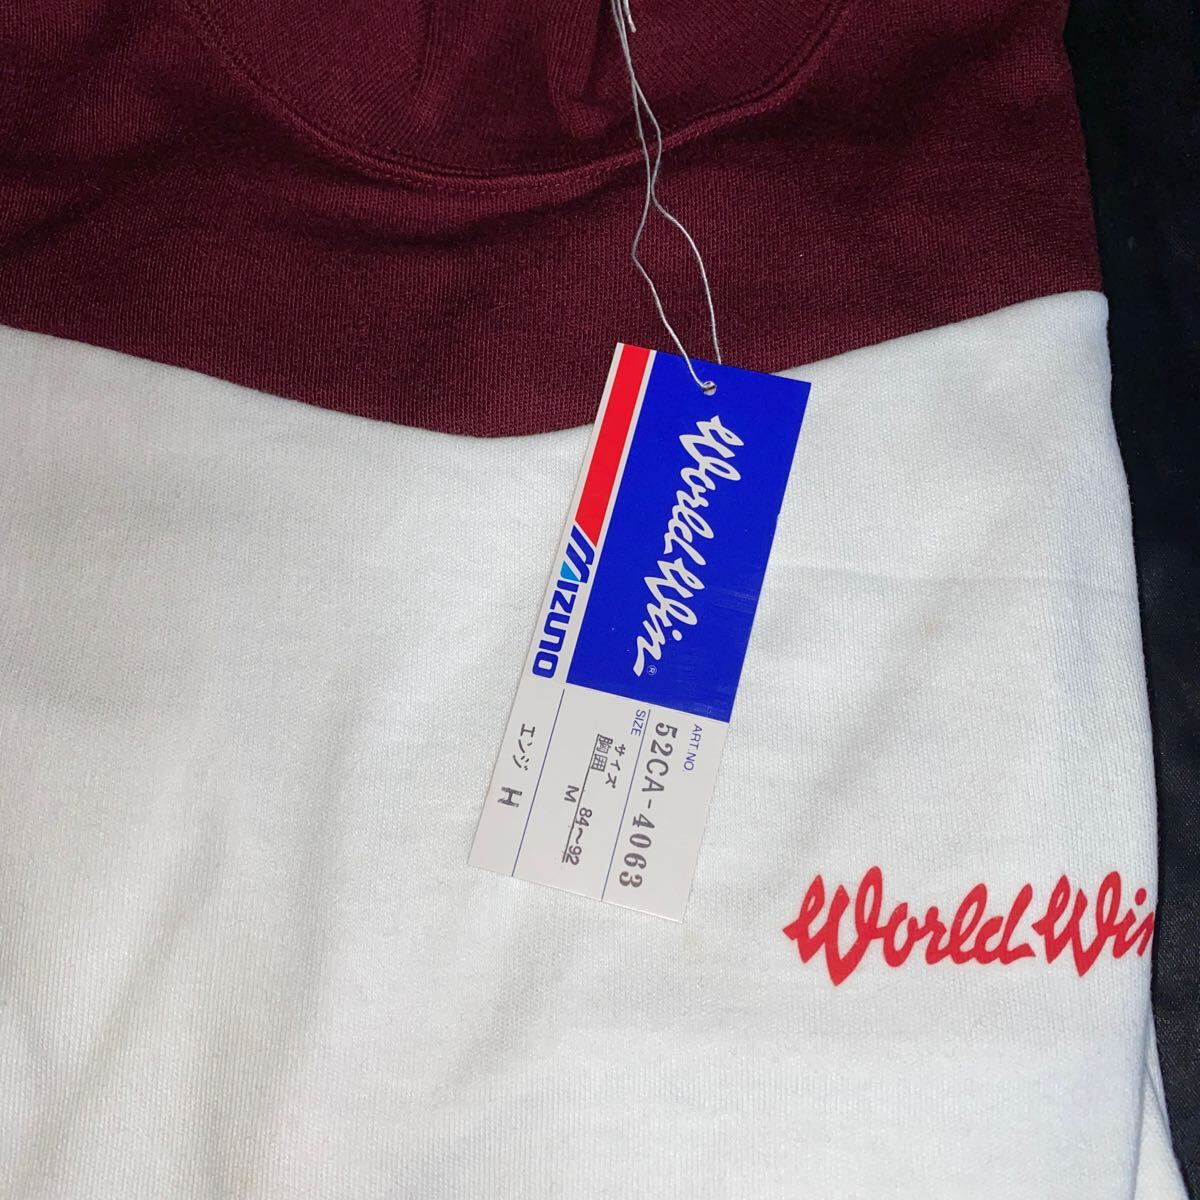 World Win ®
MIZUNO
ART.NO.
52CA-4063
SIZE
サイズ
胸囲 84〜92
M
エンジ H
World Win